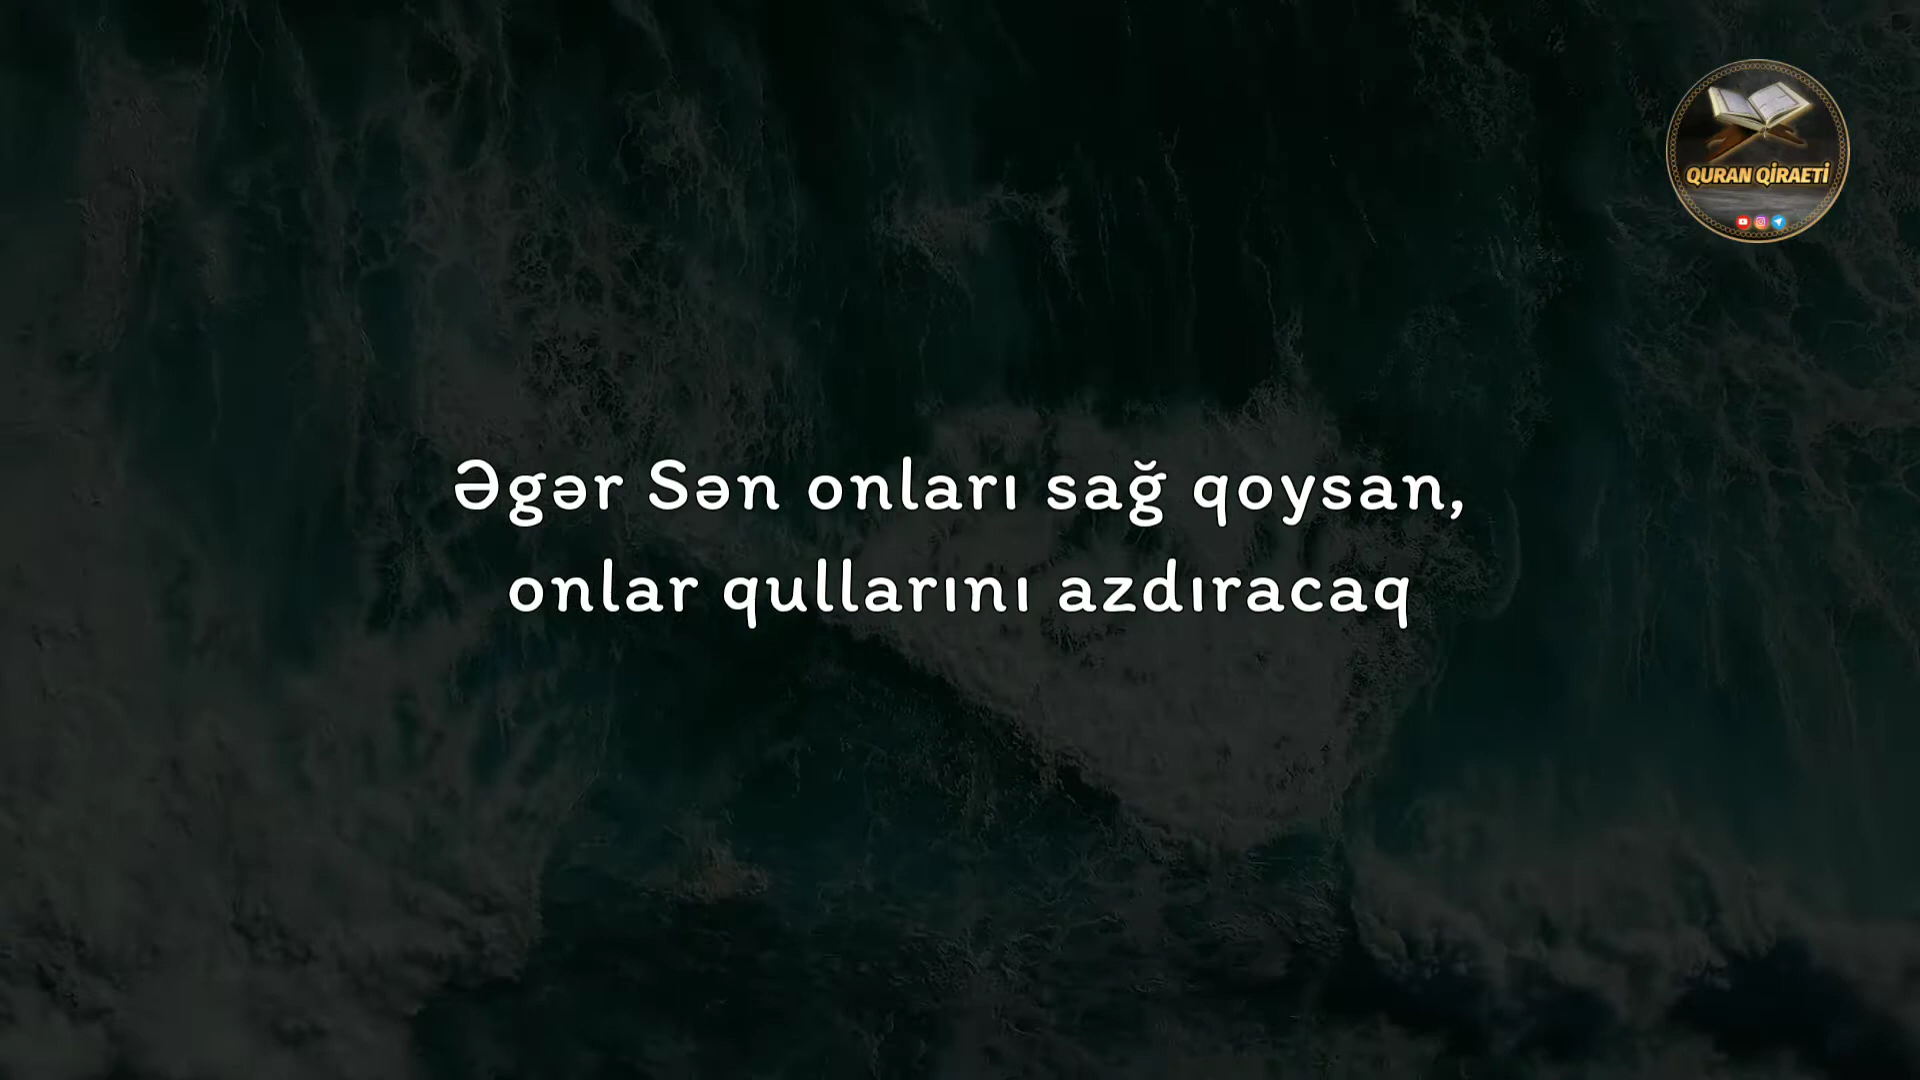 QURAN QİRAETİ
Əgər Sən onları sağ qoysan,
onlar qullarını azdıracaq